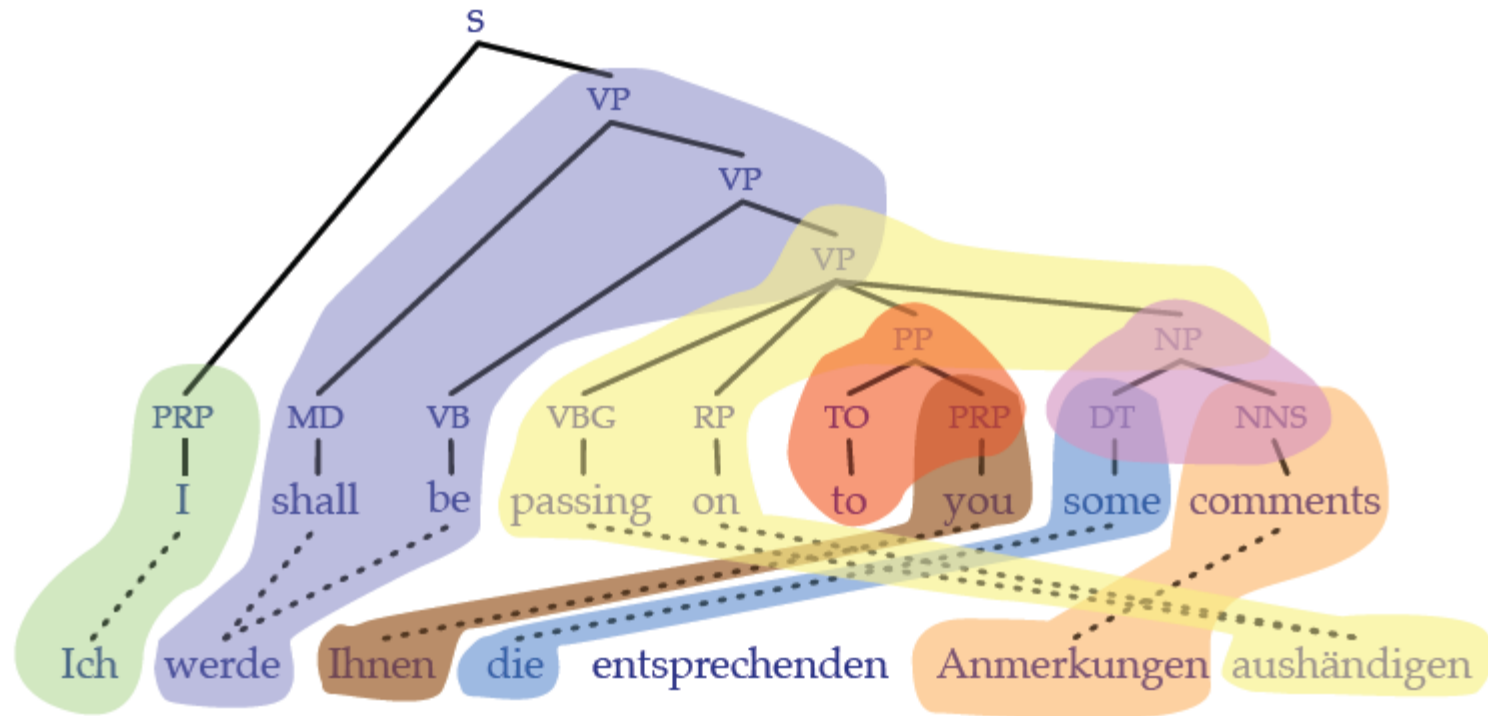 S
VP
VP
VP
PP NP
PRP MD VB VBG RP TO PRP DT NNS
I shall be passing on to you some comments
Ich werde Ihnen die entsprechenden Anmerkungen aushändigen